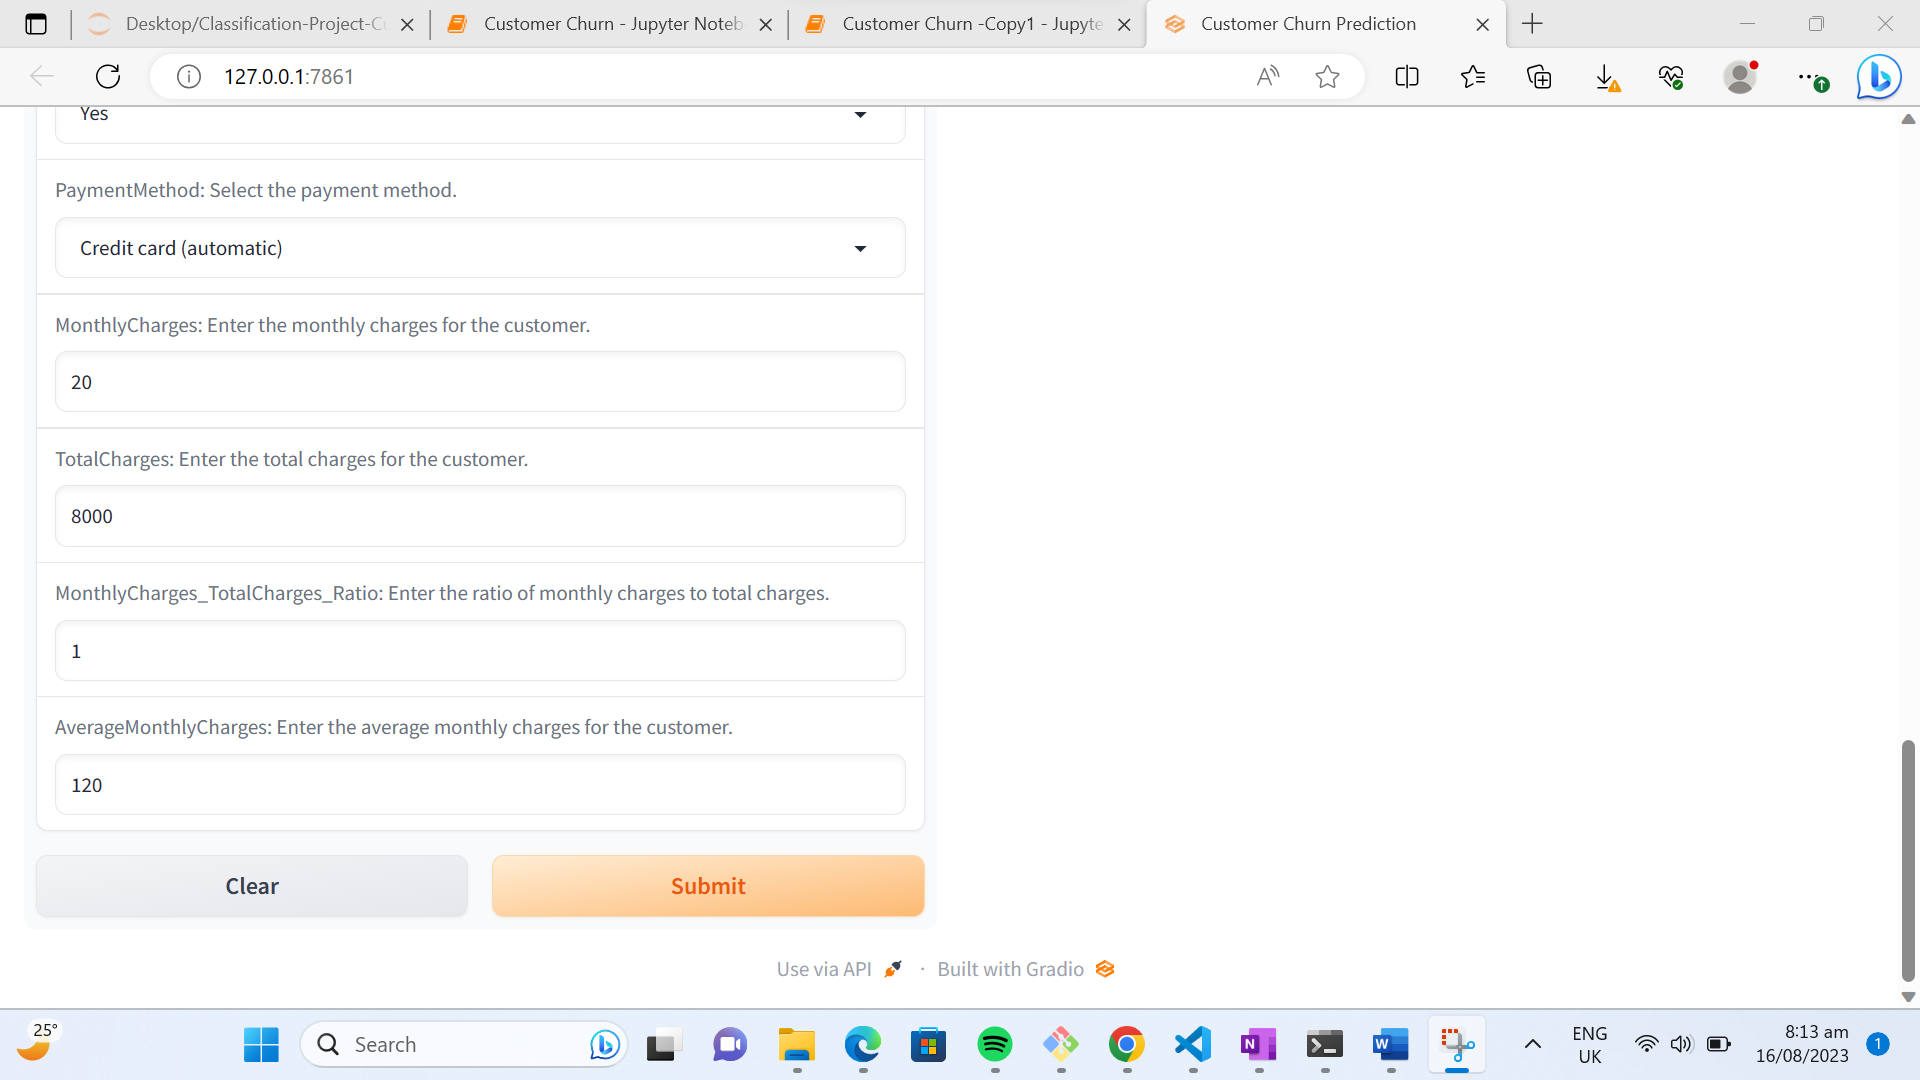 Desktop/Classification-Project-Cu
Customer Churn - Jupyter Noteb
Customer Churn -Copy1 - Jupyte
Customer Churn Prediction
127.0.0.1:7861
Yes
PaymentMethod: Select the payment method.
Credit card (automatic)
MonthlyCharges: Enter the monthly charges for the customer.
20
TotalCharges: Enter the total charges for the customer.
8000
MonthlyCharges_TotalCharges_Ratio: Enter the ratio of monthly charges to total charges.
1
AverageMonthlyCharges: Enter the average monthly charges for the customer.
120
Clear
Submit
Use via API · Built with Gradio
25°
Search
ENG
UK
8:13 am
16/08/2023
1